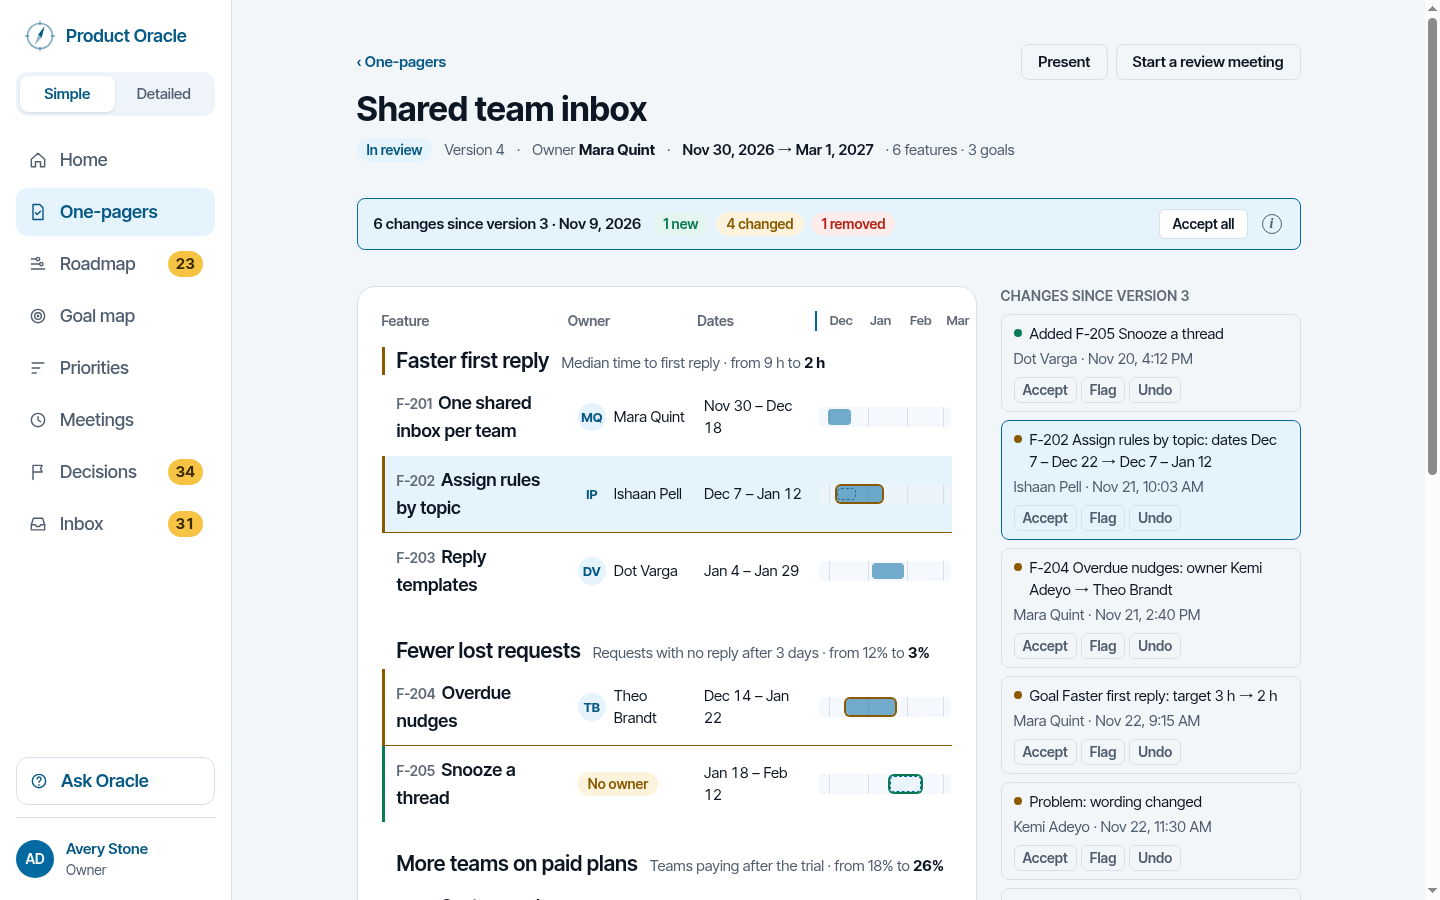 Product Oracle
Simple
Detailed
Home
One-pagers
Roadmap
23
Goal map
Priorities
Meetings
Decisions
34
Inbox
31
Ask Oracle
AD
Avery Stone
Owner
‹ One-pagers
Present
Start a review meeting
Shared team inbox
In review Version 4 · Owner Mara Quint · Nov 30, 2026 → Mar 1, 2027 · 6 features · 3 goals
6 changes since version 3 · Nov 9, 2026 1 new 4 changed 1 removed
Accept all
i
Feature Owner Dates Dec Jan Feb Mar
Faster first reply Median time to first reply · from 9 h to 2 h
F-201 One shared
inbox per team
MQ Mara Quint
Nov 30 – Dec
18
F-202 Assign rules
by topic
IP Ishaan Pell
Dec 7 – Jan 12
F-203 Reply
templates
DV Dot Varga
Jan 4 – Jan 29
Fewer lost requests Requests with no reply after 3 days · from 12% to 3%
F-204 Overdue
nudges
TB
Theo
Brandt
Dec 14 – Jan
22
F-205 Snooze a
thread
No owner
Jan 18 – Feb
12
More teams on paid plans Teams paying after the trial · from 18% to 26%
CHANGES SINCE VERSION 3
Added F-205 Snooze a thread
Dot Varga · Nov 20, 4:12 PM
Accept Flag Undo
F-202 Assign rules by topic: dates Dec
7 – Dec 22 → Dec 7 – Jan 12
Ishaan Pell · Nov 21, 10:03 AM
Accept Flag Undo
F-204 Overdue nudges: owner Kemi
Adeyo → Theo Brandt
Mara Quint · Nov 21, 2:40 PM
Accept Flag Undo
Goal Faster first reply: target 3 h → 2 h
Mara Quint · Nov 22, 9:15 AM
Accept Flag Undo
Problem: wording changed
Kemi Adeyo · Nov 22, 11:30 AM
Accept Flag Undo